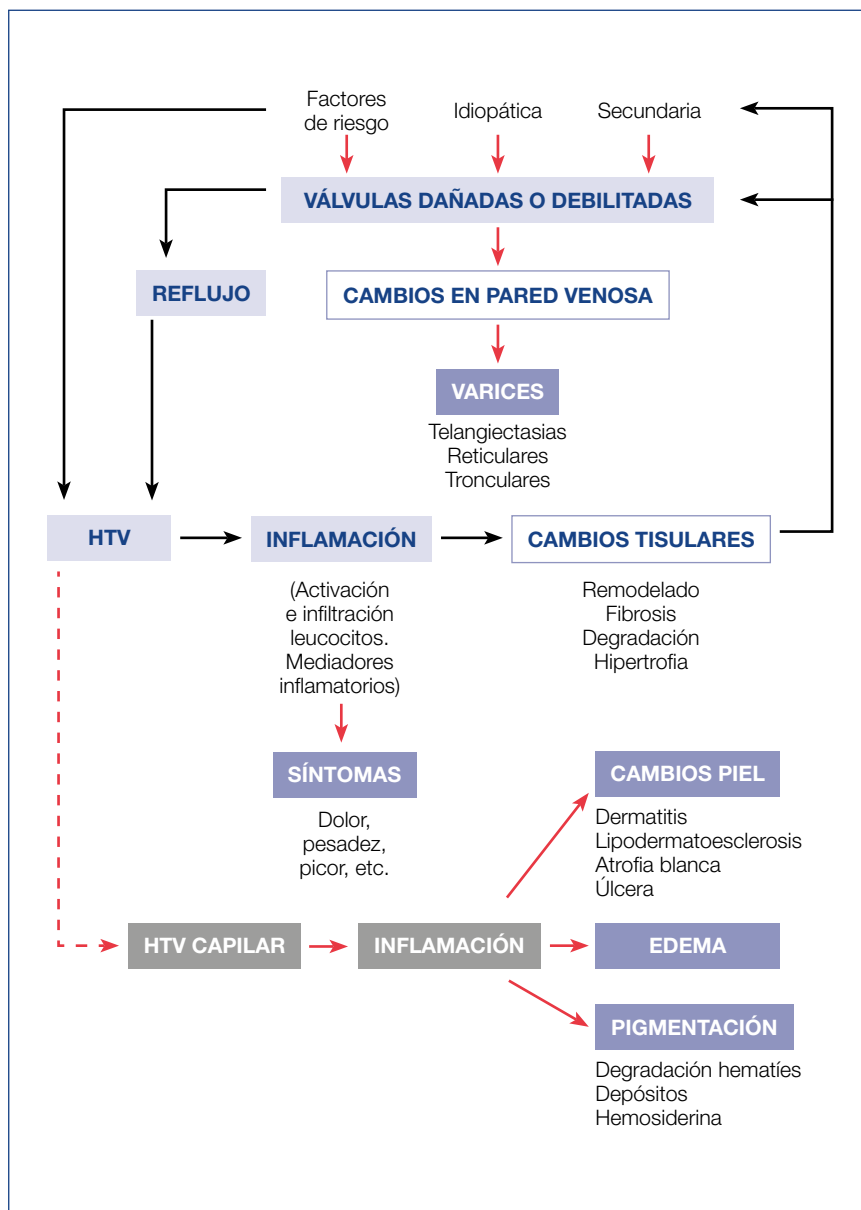 Factores
de riesgo
Idiopática
Secundaria
VÁLVULAS DAÑADAS O DEBILITADAS
REFLUJO
CAMBIOS EN PARED VENOSA
VARICES
Telangiectasias
Reticulares
Tronculares
HTV
INFLAMACIÓN
CAMBIOS TISULARES
(Activación
e infiltración
leucocitos.
Mediadores
inflamatorios)
Remodelado
Fibrosis
Degradación
Hipertrofia
SÍNTOMAS
Dolor,
pesadez,
picor, etc.
CAMBIOS PIEL
Dermatitis
Lipodermatoesclerosis
Atrofia blanca
Úlcera
HTV CAPILAR
INFLAMACIÓN
EDEMA
PIGMENTACIÓN
Degradación hematíes
Depósitos
Hemosiderina